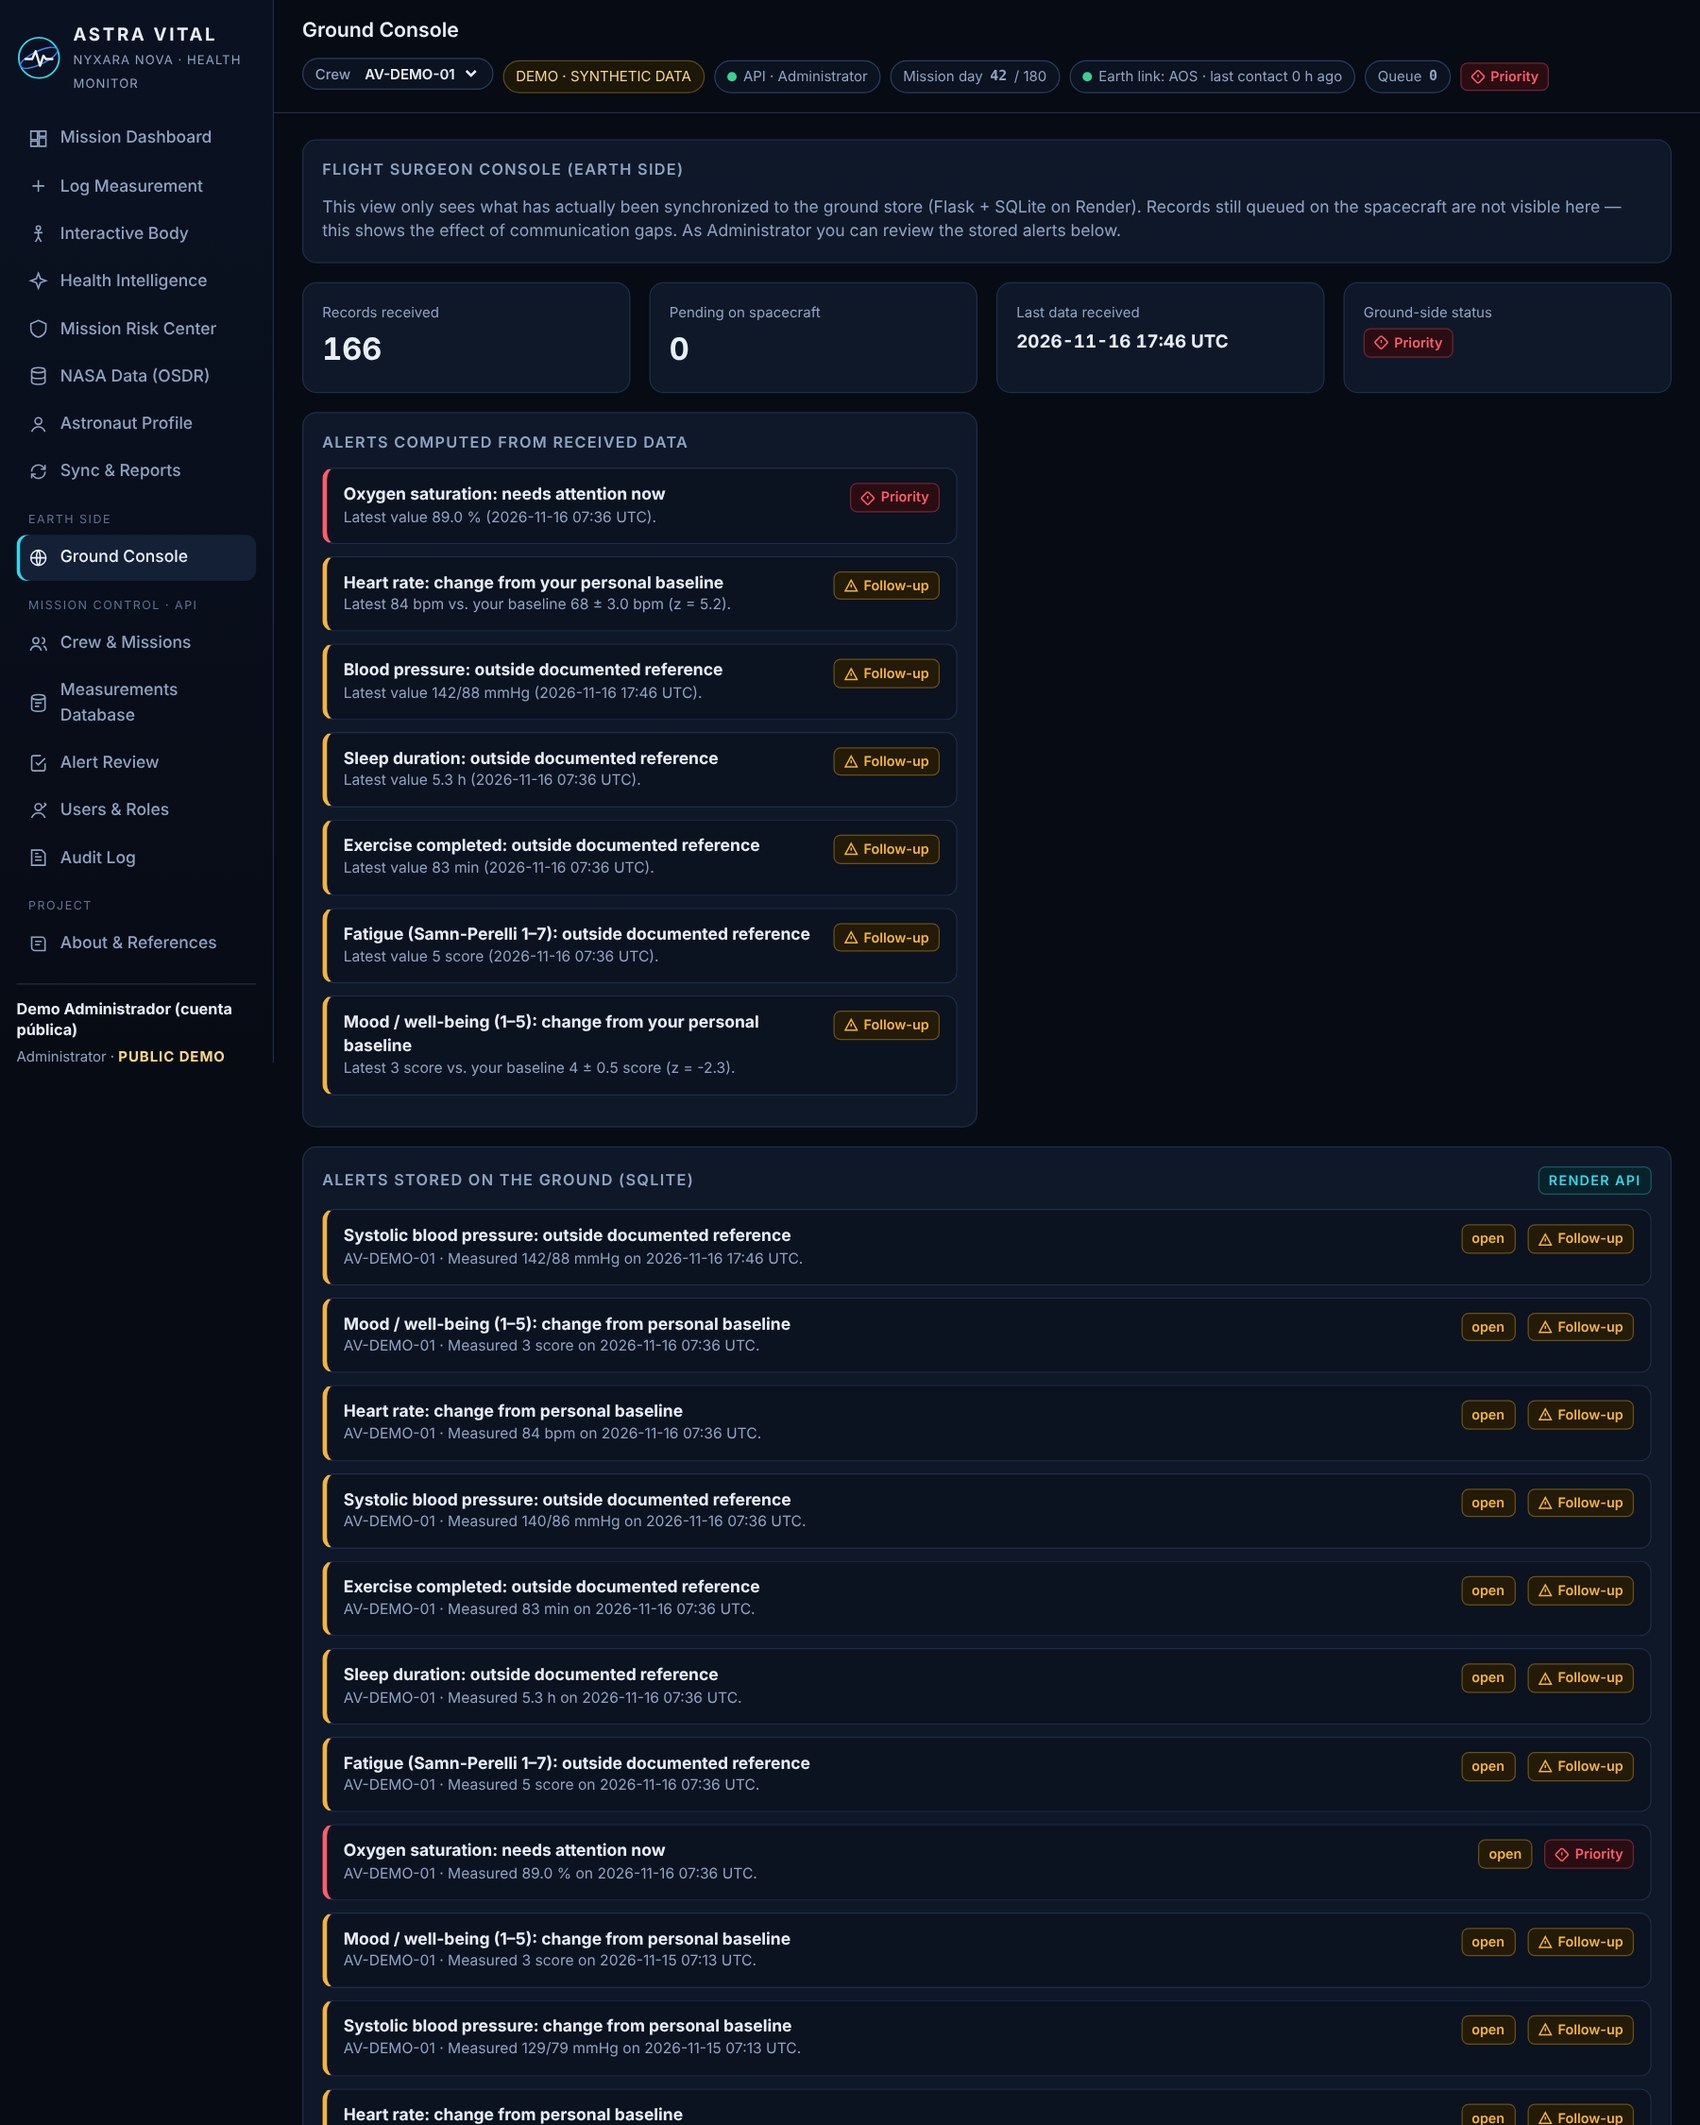 ASTRA VITAL
NYXARA NOVA · HEALTH
MONITOR
Mission Dashboard
Log Measurement
Interactive Body
Health Intelligence
Mission Risk Center
NASA Data (OSDR)
Astronaut Profile
Sync & Reports
EARTH SIDE
Ground Console
MISSION CONTROL · API
Crew & Missions
Measurements
Database
Alert Review
Users & Roles
Audit Log
PROJECT
About & References
Demo Administrador (cuenta
pública)
Administrator · PUBLIC DEMO
Ground Console
Crew AV-DEMO-01
DEMO · SYNTHETIC DATA
API · Administrator
Mission day 42 / 180
Earth link: AOS · last contact 0 h ago
Queue 0
Priority
FLIGHT SURGEON CONSOLE (EARTH SIDE)
This view only sees what has actually been synchronized to the ground store (Flask + SQLite on Render). Records still queued on the spacecraft are not visible here —
this shows the effect of communication gaps. As Administrator you can review the stored alerts below.
Records received
166
Pending on spacecraft
0
Last data received
2026-11-16 17:46 UTC
Ground-side status
Priority
ALERTS COMPUTED FROM RECEIVED DATA
Oxygen saturation: needs attention now
Priority
Latest value 89.0 % (2026-11-16 07:36 UTC).
Heart rate: change from your personal baseline
Follow-up
Latest 84 bpm vs. your baseline 68 ± 3.0 bpm (z = 5.2).
Blood pressure: outside documented reference
Follow-up
Latest value 142/88 mmHg (2026-11-16 17:46 UTC).
Sleep duration: outside documented reference
Follow-up
Latest value 5.3 h (2026-11-16 07:36 UTC).
Exercise completed: outside documented reference
Follow-up
Latest value 83 min (2026-11-16 07:36 UTC).
Fatigue (Samn-Perelli 1–7): outside documented reference
Follow-up
Latest value 5 score (2026-11-16 07:36 UTC).
Mood / well-being (1–5): change from your personal
baseline
Follow-up
Latest 3 score vs. your baseline 4 ± 0.5 score (z = -2.3).
ALERTS STORED ON THE GROUND (SQLITE)
RENDER API
Systolic blood pressure: outside documented reference
open
Follow-up
AV-DEMO-01 · Measured 142/88 mmHg on 2026-11-16 17:46 UTC.
Mood / well-being (1–5): change from personal baseline
open
Follow-up
AV-DEMO-01 · Measured 3 score on 2026-11-16 07:36 UTC.
Heart rate: change from personal baseline
open
Follow-up
AV-DEMO-01 · Measured 84 bpm on 2026-11-16 07:36 UTC.
Systolic blood pressure: outside documented reference
open
Follow-up
AV-DEMO-01 · Measured 140/86 mmHg on 2026-11-16 07:36 UTC.
Exercise completed: outside documented reference
open
Follow-up
AV-DEMO-01 · Measured 83 min on 2026-11-16 07:36 UTC.
Sleep duration: outside documented reference
open
Follow-up
AV-DEMO-01 · Measured 5.3 h on 2026-11-16 07:36 UTC.
Fatigue (Samn-Perelli 1–7): outside documented reference
open
Follow-up
AV-DEMO-01 · Measured 5 score on 2026-11-16 07:36 UTC.
Oxygen saturation: needs attention now
open
Priority
AV-DEMO-01 · Measured 89.0 % on 2026-11-16 07:36 UTC.
Mood / well-being (1–5): change from personal baseline
open
Follow-up
AV-DEMO-01 · Measured 3 score on 2026-11-15 07:13 UTC.
Systolic blood pressure: change from personal baseline
open
Follow-up
AV-DEMO-01 · Measured 129/79 mmHg on 2026-11-15 07:13 UTC.
Heart rate: change from personal baseline
open
Follow-up